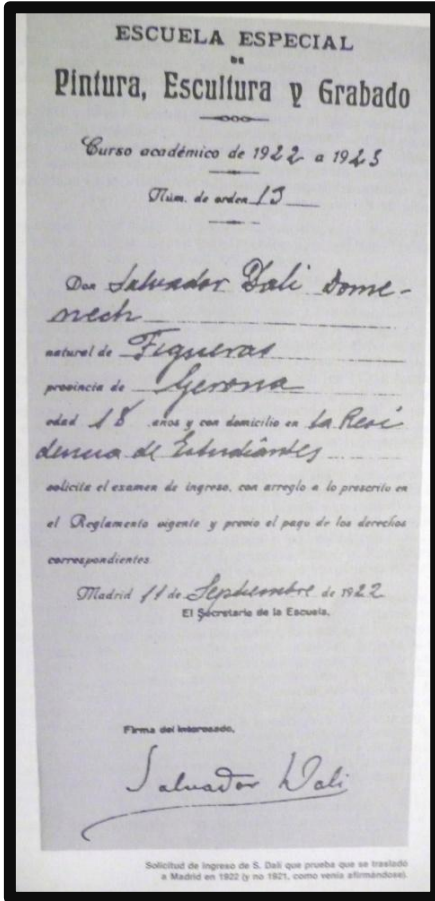 ESCUELA ESPECIAL
DE
Pintura, Escultura y Grabado
Curso académico de 1922 a 1923
Núm. de orden 13
Don Salvador Dali Dome-
nech
natural de Figueras
provincia de Gerona
edad 18 años y con domicilio en la Resi
dencia de Estudiantes
solicita el examen de ingreso, con arreglo a lo prescrito en
el Reglamento vigente y previo el pago de los derechos
correspondientes.
Madrid 11 de Septiembre de 1922
El Secretario de la Escuela,
Firma del interesado,
Salvador Dali
Solicitud de ingreso de S. Dalí que prueba que se trasladó
a Madrid en 1922 (y no 1921, como venía afirmándose).